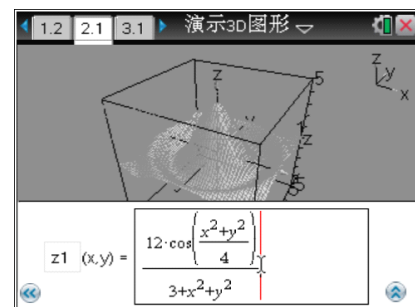 1.2 2.1 3.1 演示3D图形
z
5
z
y
x
z
z1 (x,y) = 12·cos((x²+y²)/4) / (3+x²+y²)